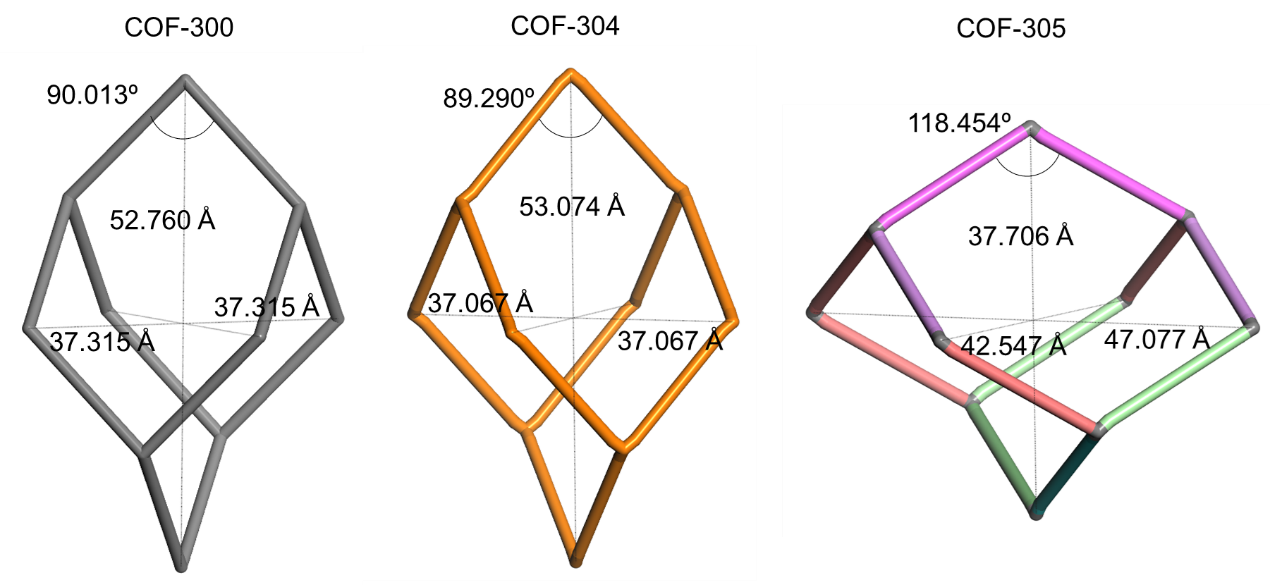 COF-300
COF-304
COF-305
90.013º
89.290º
118.454º
52.760 Å
53.074 Å
37.706 Å
37.315 Å
37.315 Å
37.067 Å
37.067 Å
42.547 Å
47.077 Å